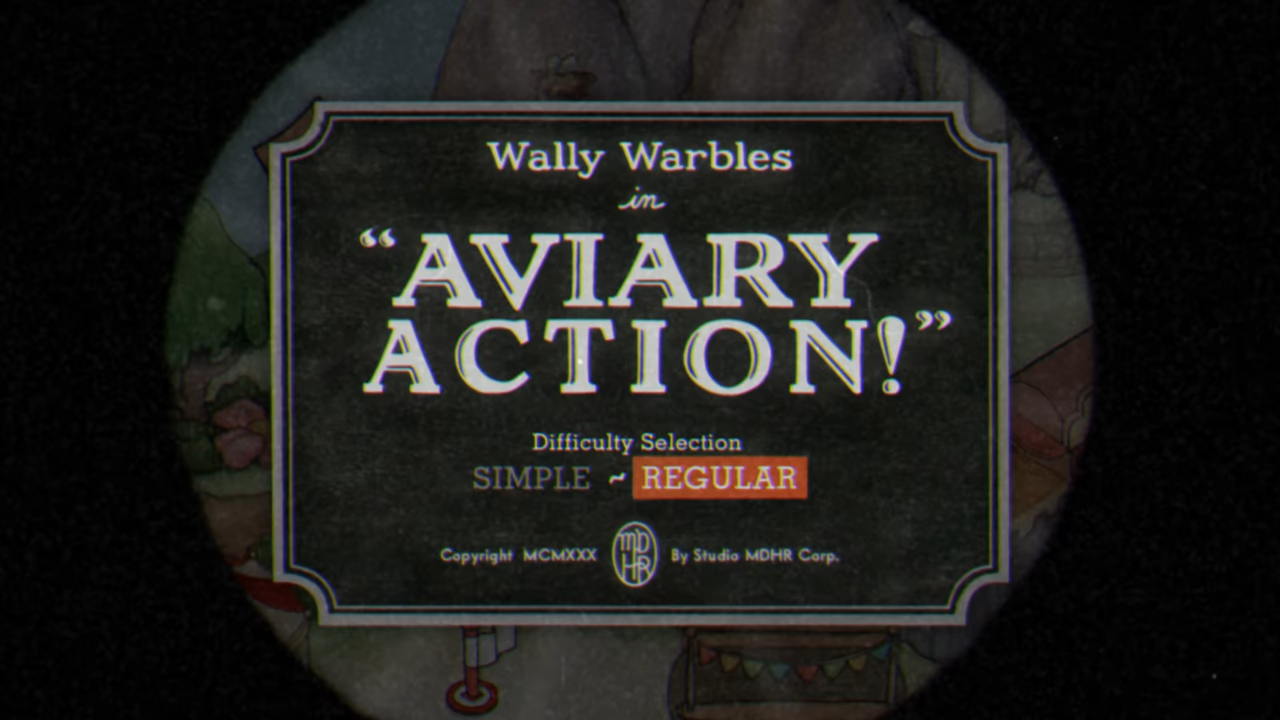 Wally Warbles
in
“AVIARY
ACTION!”
Difficulty Selection
SIMPLE ~ REGULAR
Copyright MCMXXX MDHR By Studio MDHR Corp.